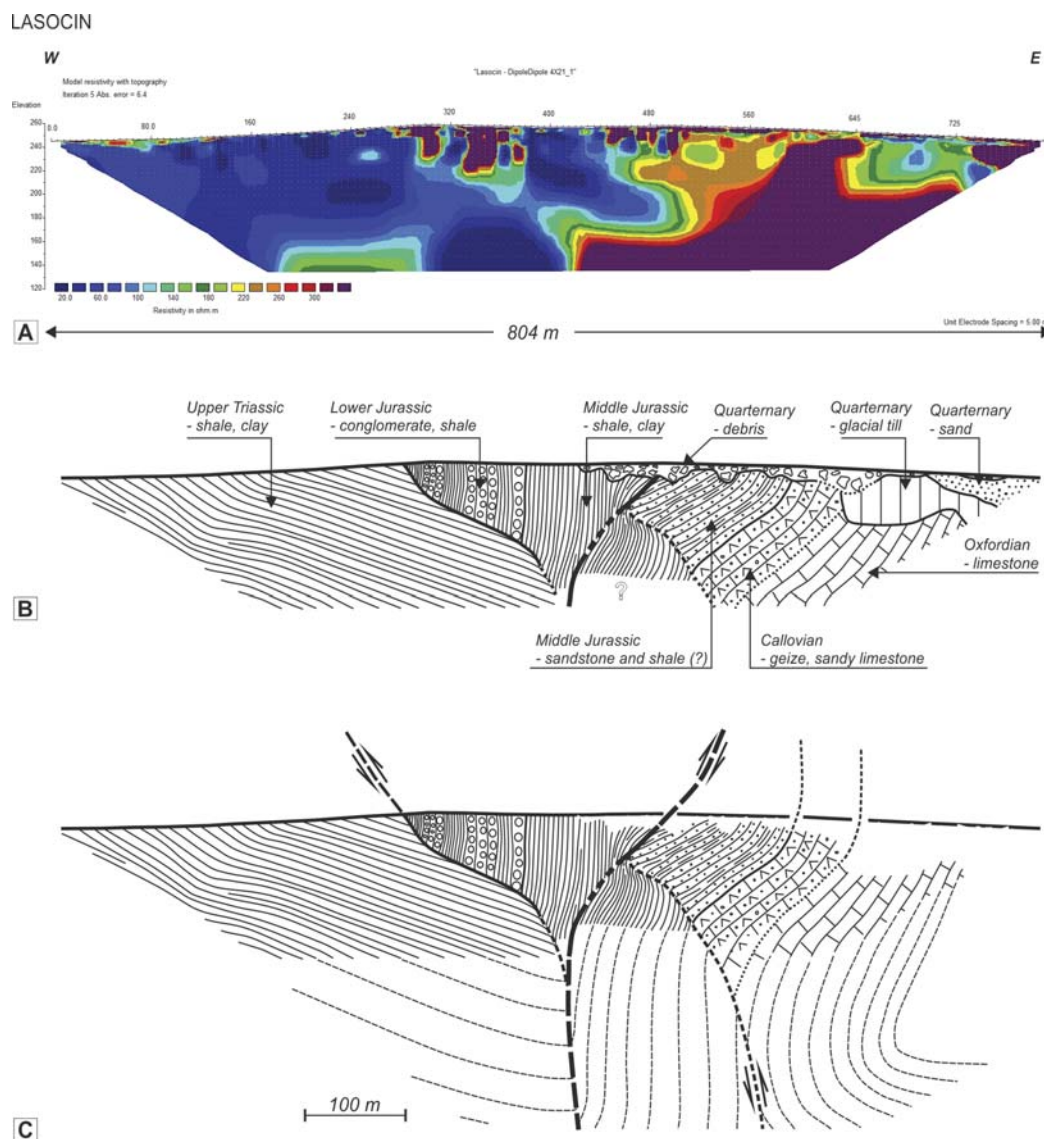 LASOCIN
W
E
"Lasocin - DipoleDipole 4X21_1"
Model resistivity with topography
Iteration 5 Abs. error = 6.4
Elevation
260
240
220
200
180
160
140
120
0.0
80.0
160
240
320
400
480
560
645
725
20.0 60.0 100 140 190 220 260 300
Resistivity in ohm.m
Unit Electrode Spacing = 5.00
A
804 m
Upper Triassic
- shale, clay
Lower Jurassic
- conglomerate, shale
Middle Jurassic
- shale, clay
Quarternary
- debris
Quarternary
- glacial till
Quarternary
- sand
Oxfordian
- limestone
?
B
Middle Jurassic
- sandstone and shale (?)
Callovian
- geize, sandy limestone
100 m
C